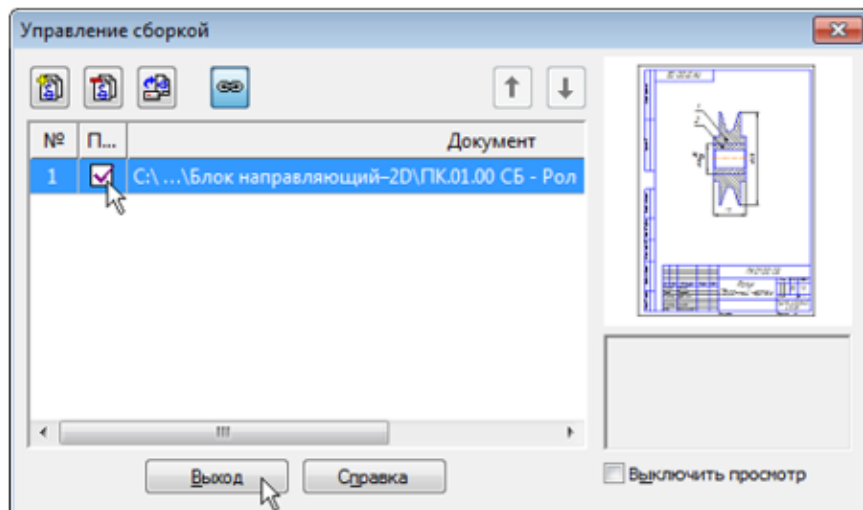 Управление сборкой
№ П... Документ
1 C:\ ...\Блок направляющий–2D\ПК.01.00 СБ - Рол
Выход Справка
Выключить просмотр